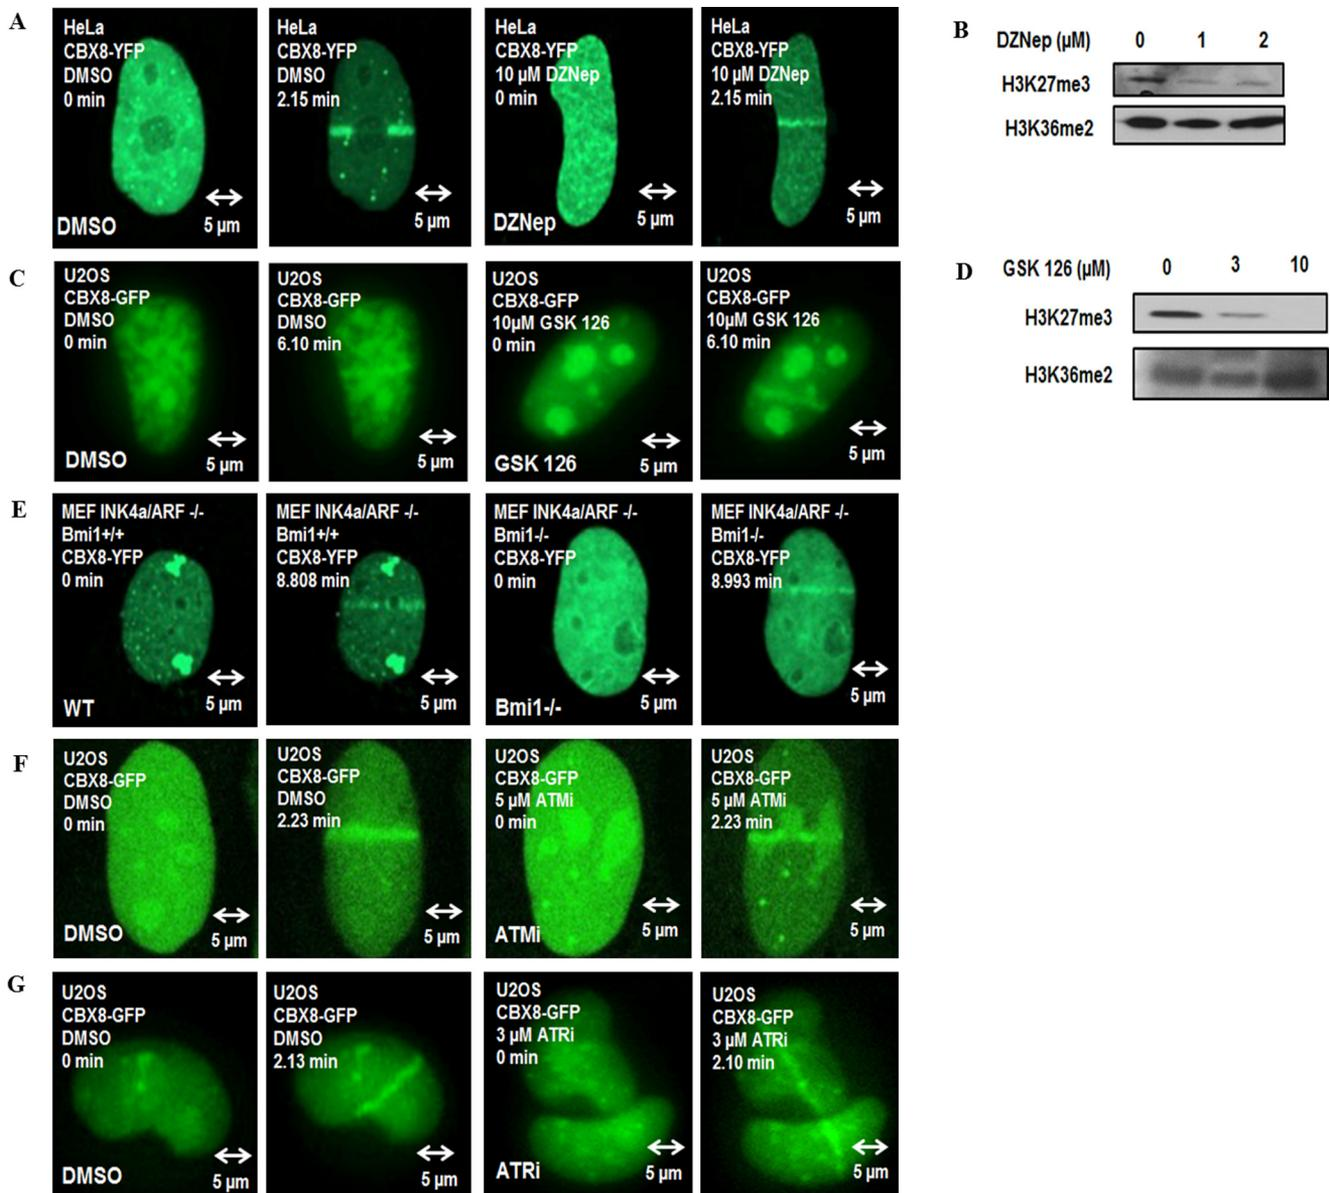 A
HeLa
CBX8-YFP
DMSO
0 min
DMSO
5 µm
HeLa
CBX8-YFP
DMSO
2.15 min
5 µm
HeLa
CBX8-YFP
10 µM DZNep
0 min
DZNep
5 µm
HeLa
CBX8-YFP
10 µM DZNep
2.15 min
5 µm
B
DZNep (µM) 0 1 2
H3K27me3
H3K36me2
C
U2OS
CBX8-GFP
DMSO
0 min
DMSO
5 µm
U2OS
CBX8-GFP
DMSO
6.10 min
5 µm
U2OS
CBX8-GFP
10µM GSK 126
0 min
GSK 126
5 µm
U2OS
CBX8-GFP
10µM GSK 126
6.10 min
5 µm
D
GSK 126 (µM) 0 3 10
H3K27me3
H3K36me2
E
MEF INK4a/ARF -/-
Bmi1+/+
CBX8-YFP
0 min
WT
5 µm
MEF INK4a/ARF -/-
Bmi1+/+
CBX8-YFP
8.808 min
5 µm
MEF INK4a/ARF -/-
Bmi1-/-
CBX8-YFP
0 min
Bmi1-/-
5 µm
MEF INK4a/ARF -/-
Bmi1-/-
CBX8-YFP
8.993 min
5 µm
F
U2OS
CBX8-GFP
DMSO
0 min
DMSO
5 µm
U2OS
CBX8-GFP
DMSO
2.23 min
5 µm
U2OS
CBX8-GFP
5 µM ATMi
0 min
ATMi
5 µm
U2OS
CBX8-GFP
5 µM ATMi
2.23 min
5 µm
G
U2OS
CBX8-GFP
DMSO
0 min
DMSO
5 µm
U2OS
CBX8-GFP
DMSO
2.13 min
5 µm
U2OS
CBX8-GFP
3 µM ATRi
0 min
ATRi
5 µm
U2OS
CBX8-GFP
3 µM ATRi
2.10 min
5 µm